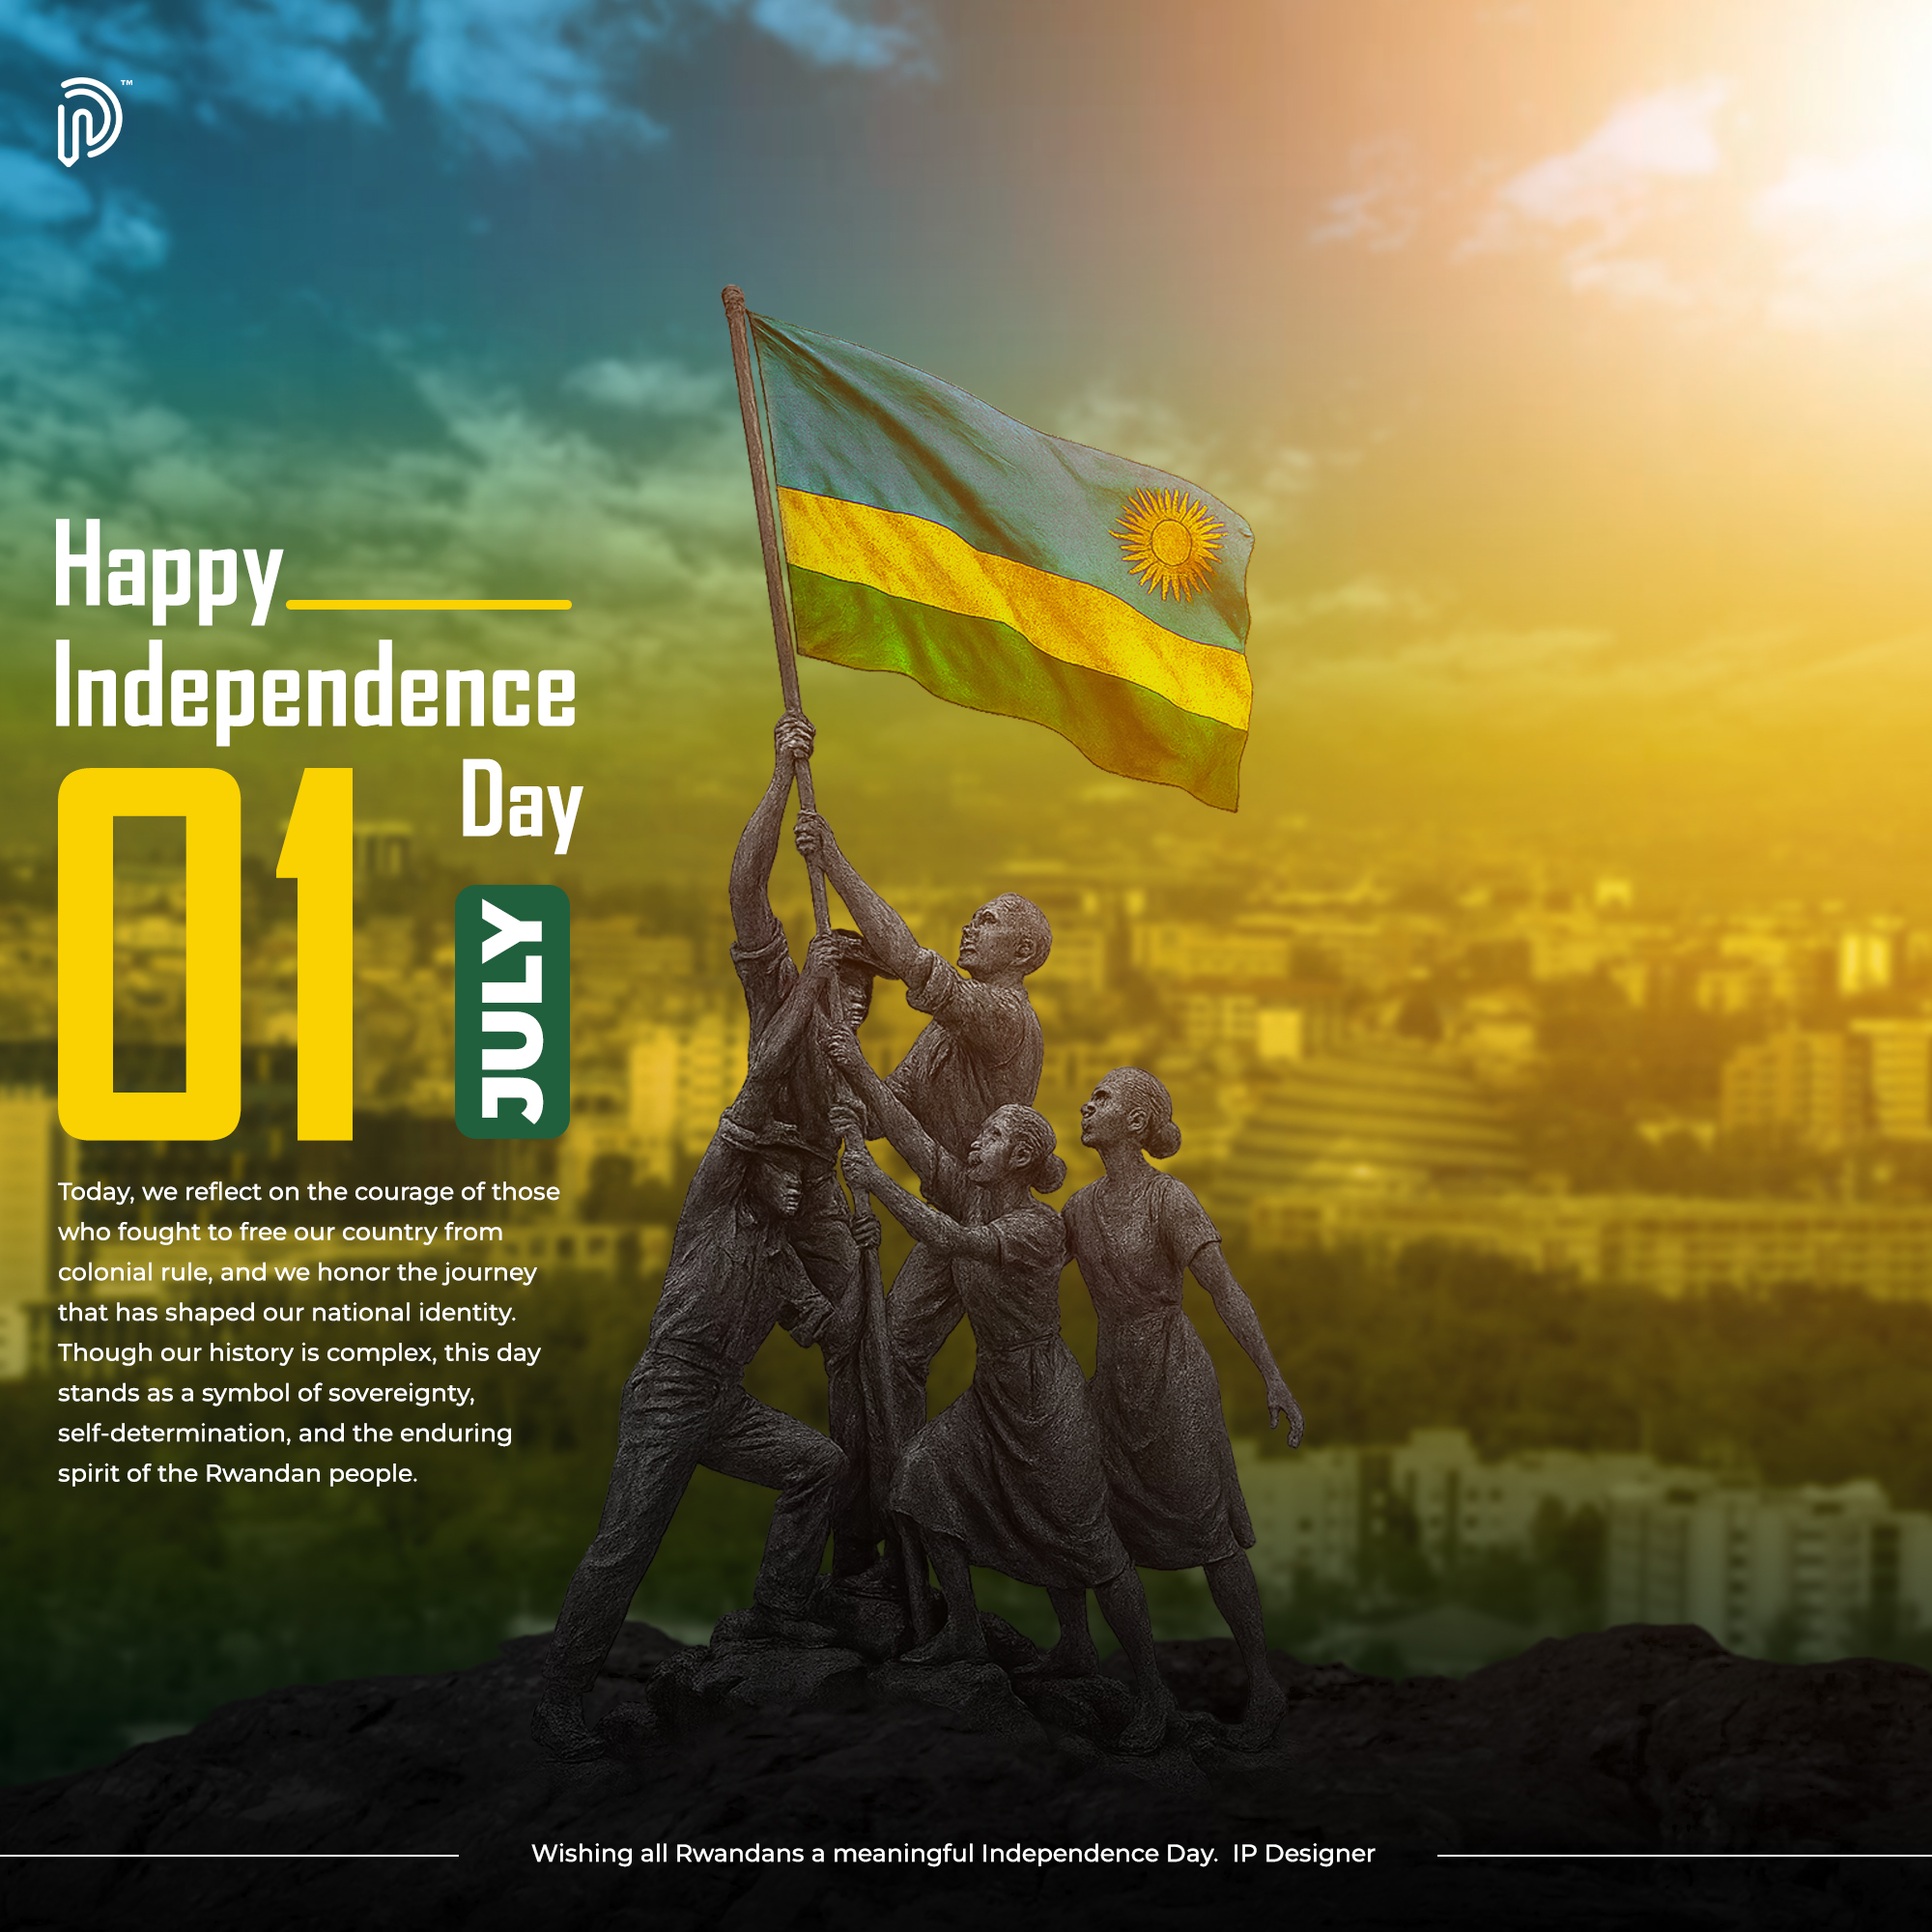 TM
Happy
Independence
Day
01
JULY
Today, we reflect on the courage of those
who fought to free our country from
colonial rule, and we honor the journey
that has shaped our national identity.
Though our history is complex, this day
stands as a symbol of sovereignty,
self-determination, and the enduring
spirit of the Rwandan people.
Wishing all Rwandans a meaningful Independence Day. IP Designer